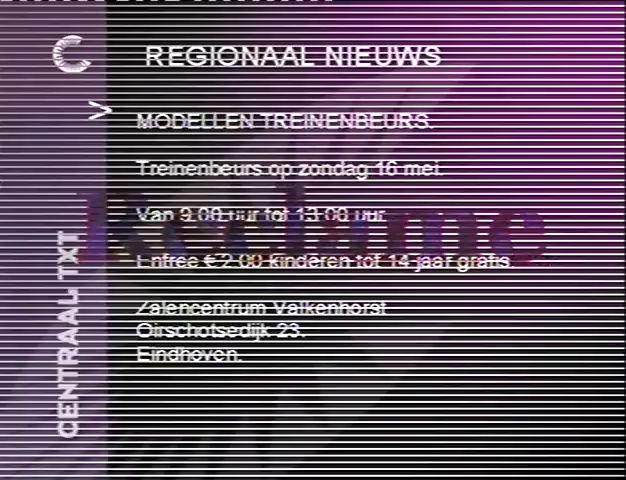 C
REGIONAAL NIEUWS
>
MODELLEN TREINENBEURS.
Treinenbeurs op zondag 16 mei.
Van 9.00 uur tot 13.00 uur
Reclame
Entree € 2.00 kinderen tot 14 jaar gratis.
Zalencentrum Valkenhorst
Oirschotsedijk 23.
Eindhoven.
CENTRAAL TXT